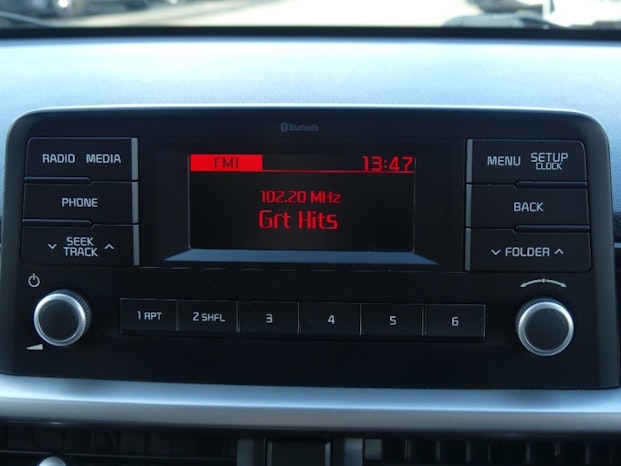 Bluetooth
RADIO MEDIA
PHONE
SEEK
TRACK
FM1 13:47
102.20 MHz
Grt Hits
MENU SETUP
CLOCK
BACK
FOLDER
1 RPT 2 SHFL 3 4 5 6